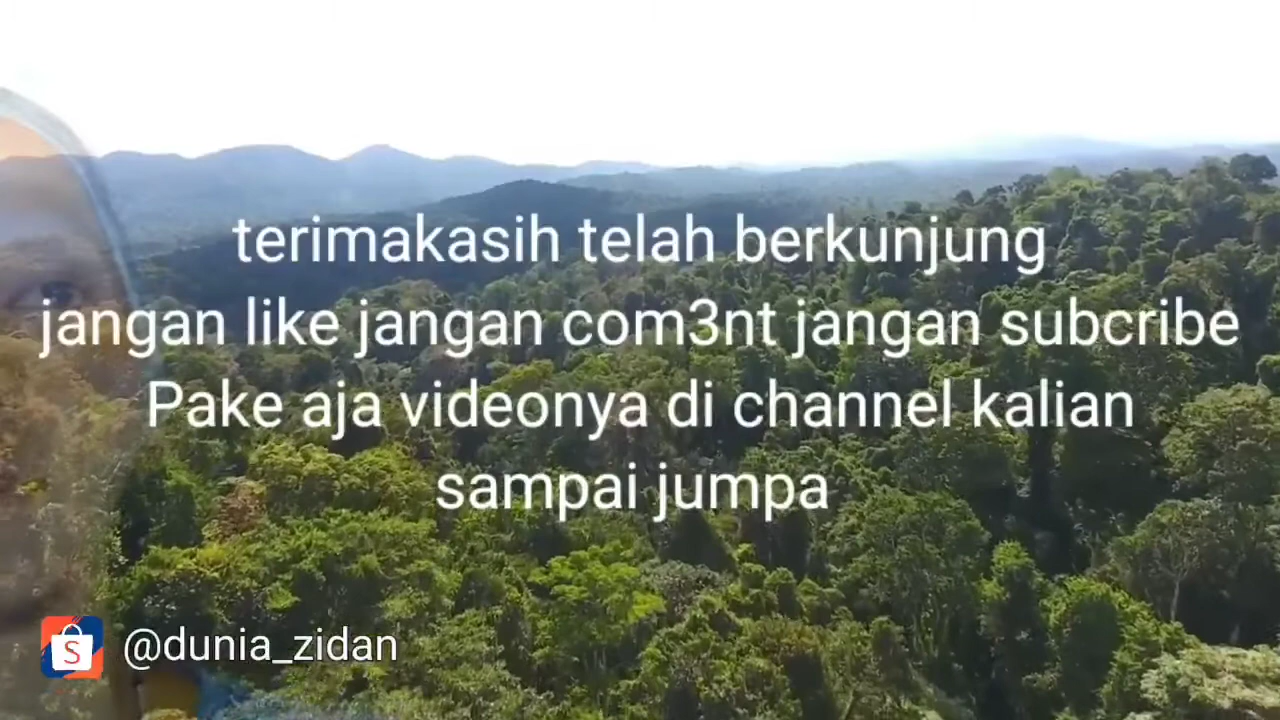 terimakasih telah berkunjung
jangan like jangan com3nt jangan subcribe
Pake aja videonya di channel kalian
sampai jumpa
S @dunia_zidan